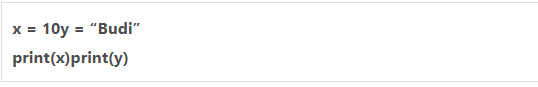 x = 10y = “Budi”
print(x)print(y)